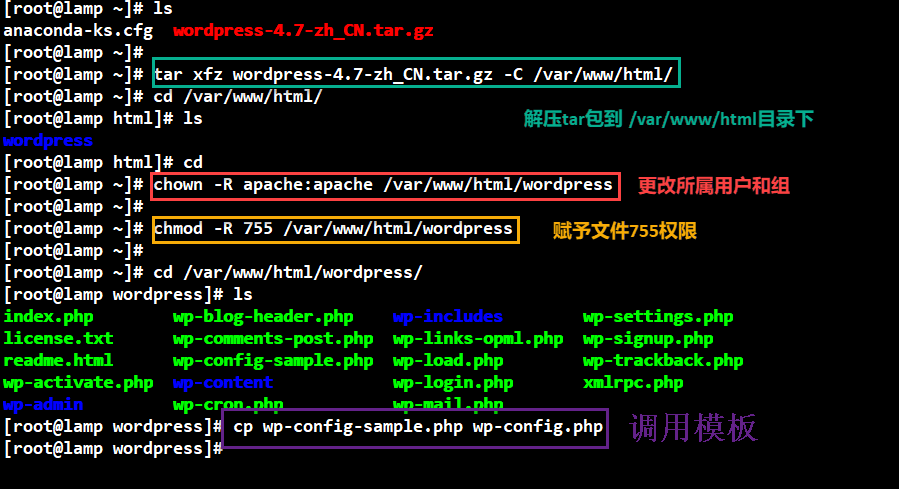 [root@lamp ~]# ls
anaconda-ks.cfg  wordpress-4.7-zh_CN.tar.gz
[root@lamp ~]#
[root@lamp ~]# tar xfz wordpress-4.7-zh_CN.tar.gz -C /var/www/html/
[root@lamp ~]# cd /var/www/html/
[root@lamp html]# ls 解压tar包到 /var/www/html目录下
wordpress
[root@lamp html]# cd
[root@lamp ~]# chown -R apache:apache /var/www/html/wordpress 更改所属用户和组
[root@lamp ~]#
[root@lamp ~]# chmod -R 755 /var/www/html/wordpress 赋予文件755权限
[root@lamp ~]#
[root@lamp ~]# cd /var/www/html/wordpress/
[root@lamp wordpress]# ls
index.php        wp-blog-header.php    wp-includes        wp-settings.php
license.txt      wp-comments-post.php  wp-links-opml.php  wp-signup.php
readme.html      wp-config-sample.php  wp-load.php        wp-trackback.php
wp-activate.php  wp-content            wp-login.php       xmlrpc.php
wp-admin         wp-cron.php           wp-mail.php
[root@lamp wordpress]# cp wp-config-sample.php wp-config.php 调用模板
[root@lamp wordpress]#